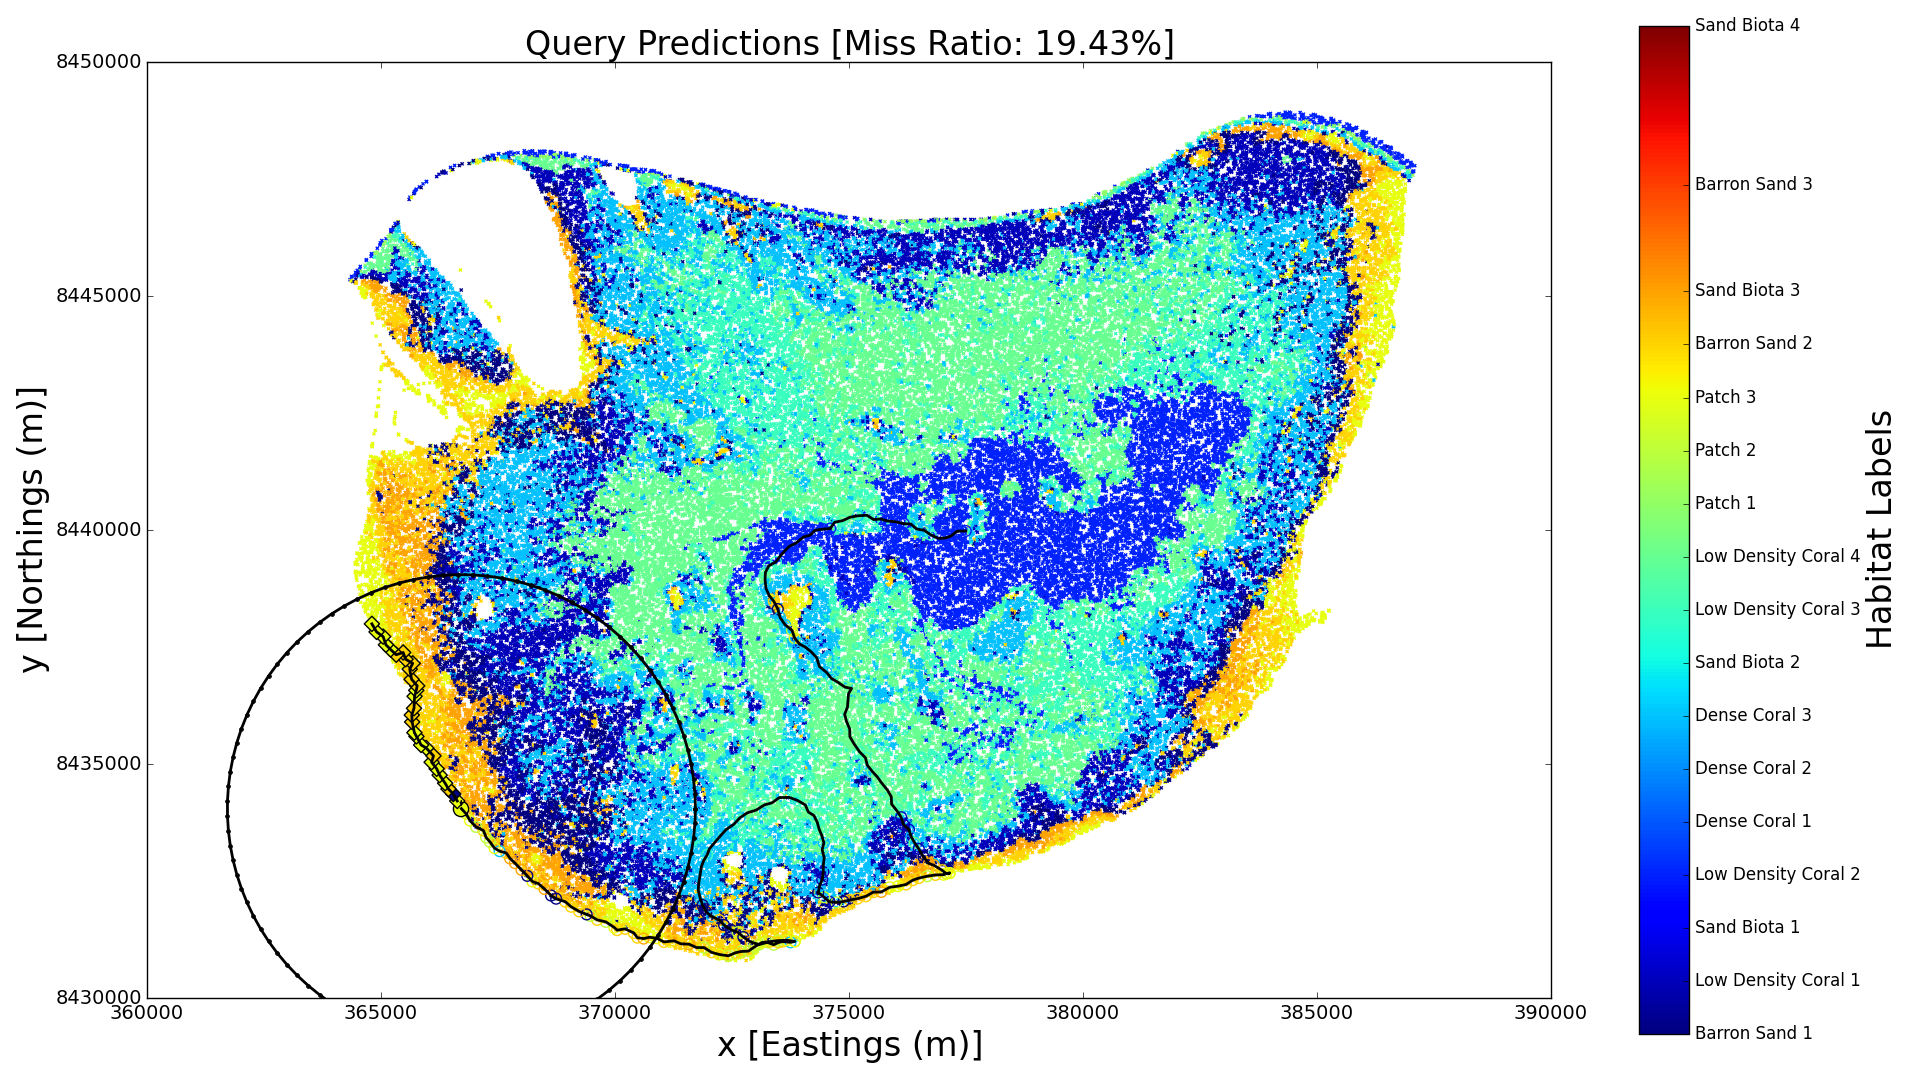 Query Predictions [Miss Ratio: 19.43%]
8450000
8445000
8440000
8435000
8430000
y [Northings (m)]
360000
365000
370000
375000
380000
385000
390000
x [Eastings (m)]
Sand Biota 4
Barron Sand 3
Sand Biota 3
Barron Sand 2
Patch 3
Patch 2
Patch 1
Low Density Coral 4
Low Density Coral 3
Sand Biota 2
Dense Coral 3
Dense Coral 2
Dense Coral 1
Low Density Coral 2
Sand Biota 1
Low Density Coral 1
Barron Sand 1
Habitat Labels